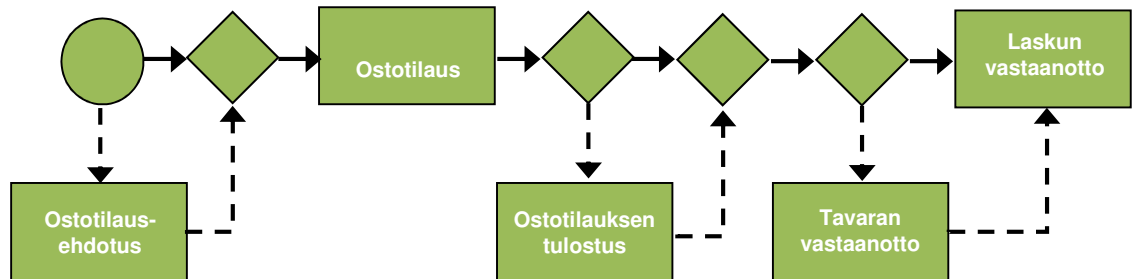 Ostotilaus
Laskun
vastaanotto
Ostotilaus-
ehdotus
Ostotilauksen
tulostus
Tavaran
vastaanotto